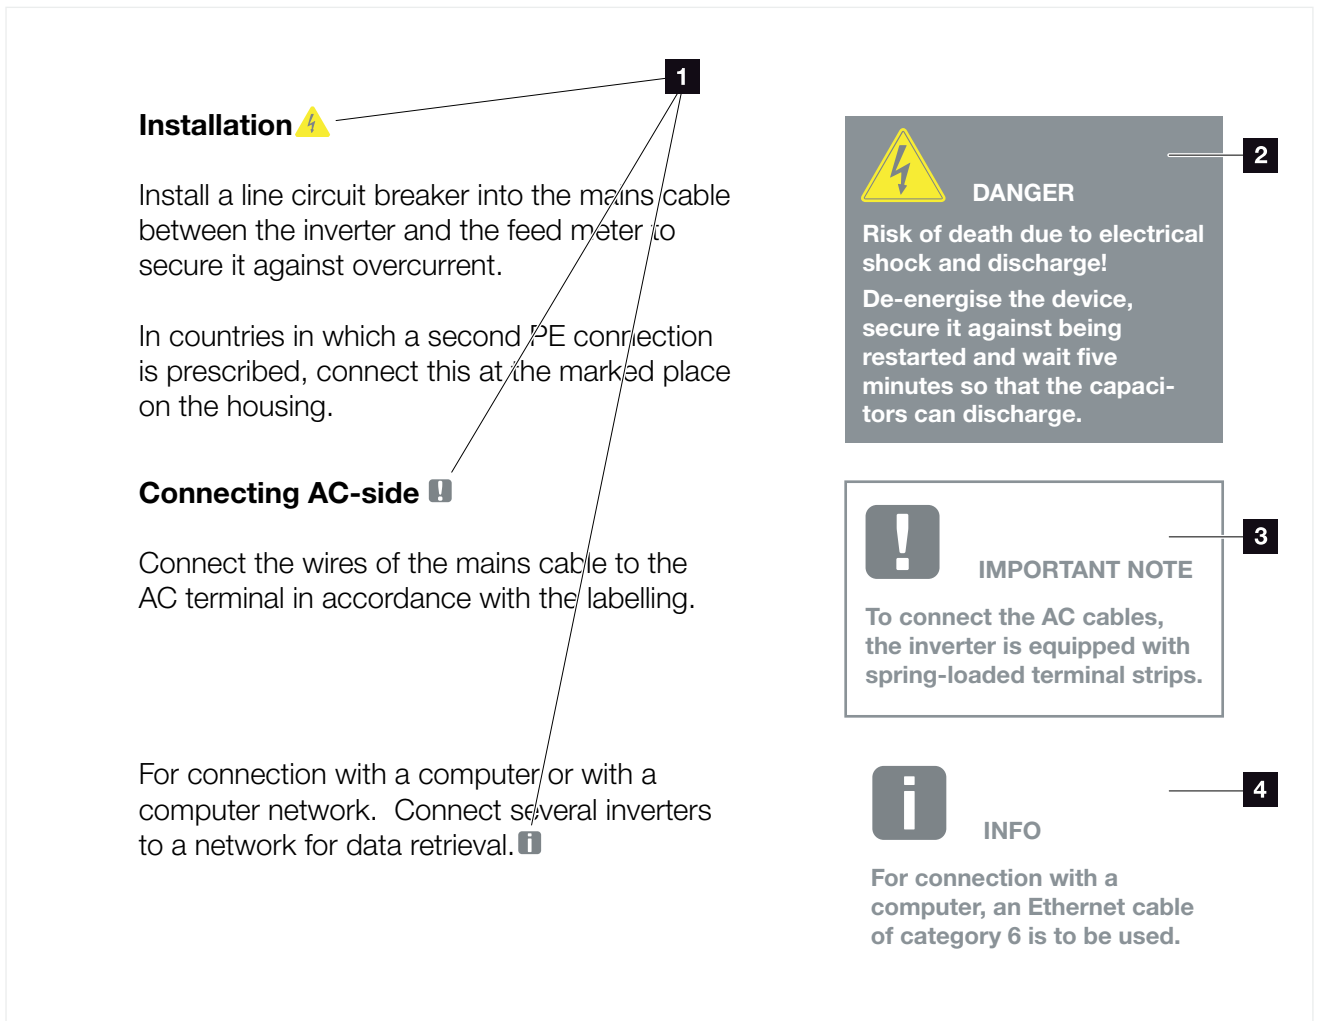 1
Installation
Install a line circuit breaker into the mains cable
between the inverter and the feed meter to
secure it against overcurrent.
In countries in which a second PE connection
is prescribed, connect this at the marked place
on the housing.
Connecting AC-side !
Connect the wires of the mains cable to the
AC terminal in accordance with the labelling.
For connection with a computer or with a
computer network.  Connect several inverters
to a network for data retrieval. i
2
DANGER
Risk of death due to electrical
shock and discharge!
De-energise the device,
secure it against being
restarted and wait five
minutes so that the capaci-
tors can discharge.
3
!
IMPORTANT NOTE
To connect the AC cables,
the inverter is equipped with
spring-loaded terminal strips.
4
i
INFO
For connection with a
computer, an Ethernet cable
of category 6 is to be used.